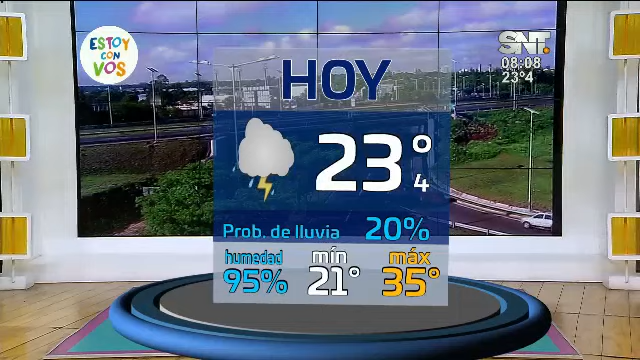 ESTOY
CON
VOS
SNT.
08:08
23°4
HOY
23°4
Prob. de lluvia 20%
humedad mín máx
95% 21° 35°